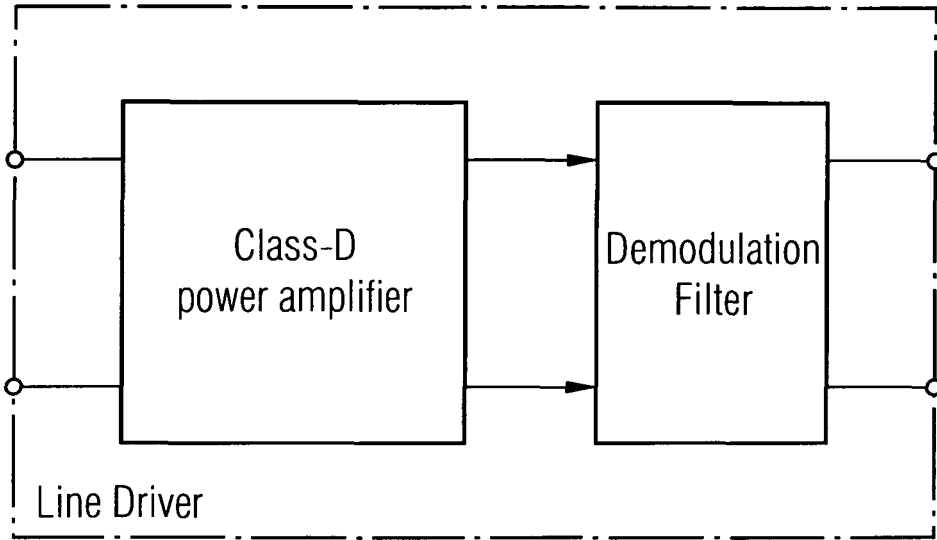 Class-D
power amplifier
Demodulation
Filter
Line Driver